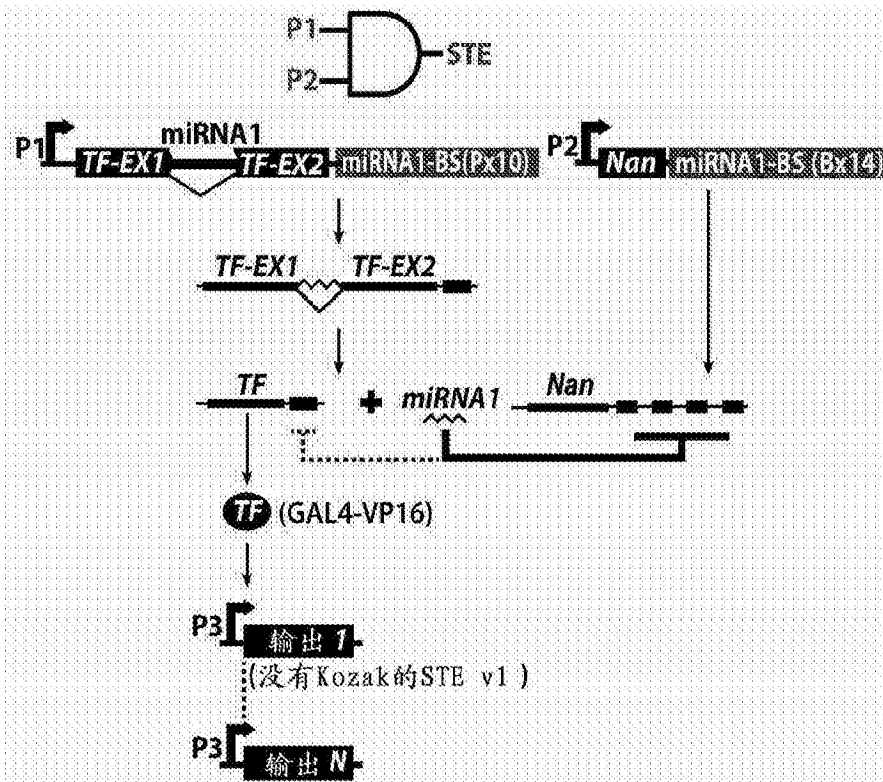 P1
STE
P2
P1 TF-EX1 miRNA1 TF-EX2 miRNA1-BS(Px10)
P2 Nan miRNA1-BS (Bx14)
TF-EX1 TF-EX2
TF + miRNA1 Nan
TF (GAL4-VP16)
P3 输出 1
(没有Kozak的STE v1 )
P3 输出 N